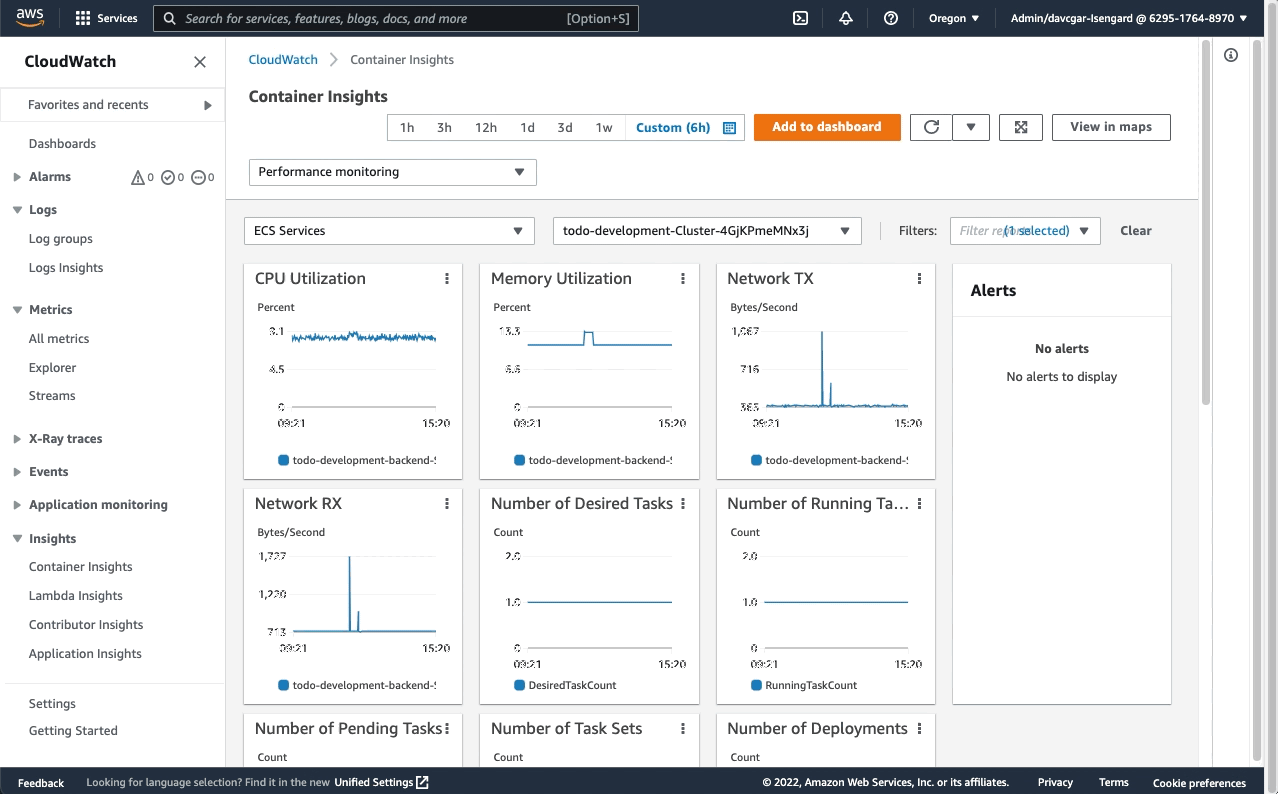 aws
Services
Search for services, features, blogs, docs, and more
[Option+S]
Oregon
Admin/davcgar-Isengard @ 6295-1764-8970
CloudWatch
Favorites and recents
Dashboards
Alarms
0
0
0
Logs
Log groups
Logs Insights
Metrics
All metrics
Explorer
Streams
X-Ray traces
Events
Application monitoring
Insights
Container Insights
Lambda Insights
Contributor Insights
Application Insights
Settings
Getting Started
CloudWatch
Container Insights
Container Insights
1h
3h
12h
1d
3d
1w
Custom (6h)
Add to dashboard
View in maps
Performance monitoring
ECS Services
todo-development-Cluster-4GjKPmeMNx3j
Filters:
(1 selected)
Clear
CPU Utilization
Percent
4.5
0
09:21
15:20
todo-development-backend-
Memory Utilization
Percent
13.3
6.6
0
09:21
15:20
todo-development-backend-
Network TX
Bytes/Second
1,067
716
365
09:21
15:20
todo-development-backend-
Alerts
No alerts
No alerts to display
Network RX
Bytes/Second
1,727
1,220
713
09:21
15:20
todo-development-backend-
Number of Desired Tasks
Count
2.0
1.0
0
09:21
15:20
DesiredTaskCount
Number of Running Ta...
Count
2.0
1.0
0
09:21
15:20
RunningTaskCount
Number of Pending Tasks
Count
Number of Task Sets
Count
Number of Deployments
Count
Feedback
Looking for language selection? Find it in the new Unified Settings
© 2022, Amazon Web Services, Inc. or its affiliates.
Privacy
Terms
Cookie preferences